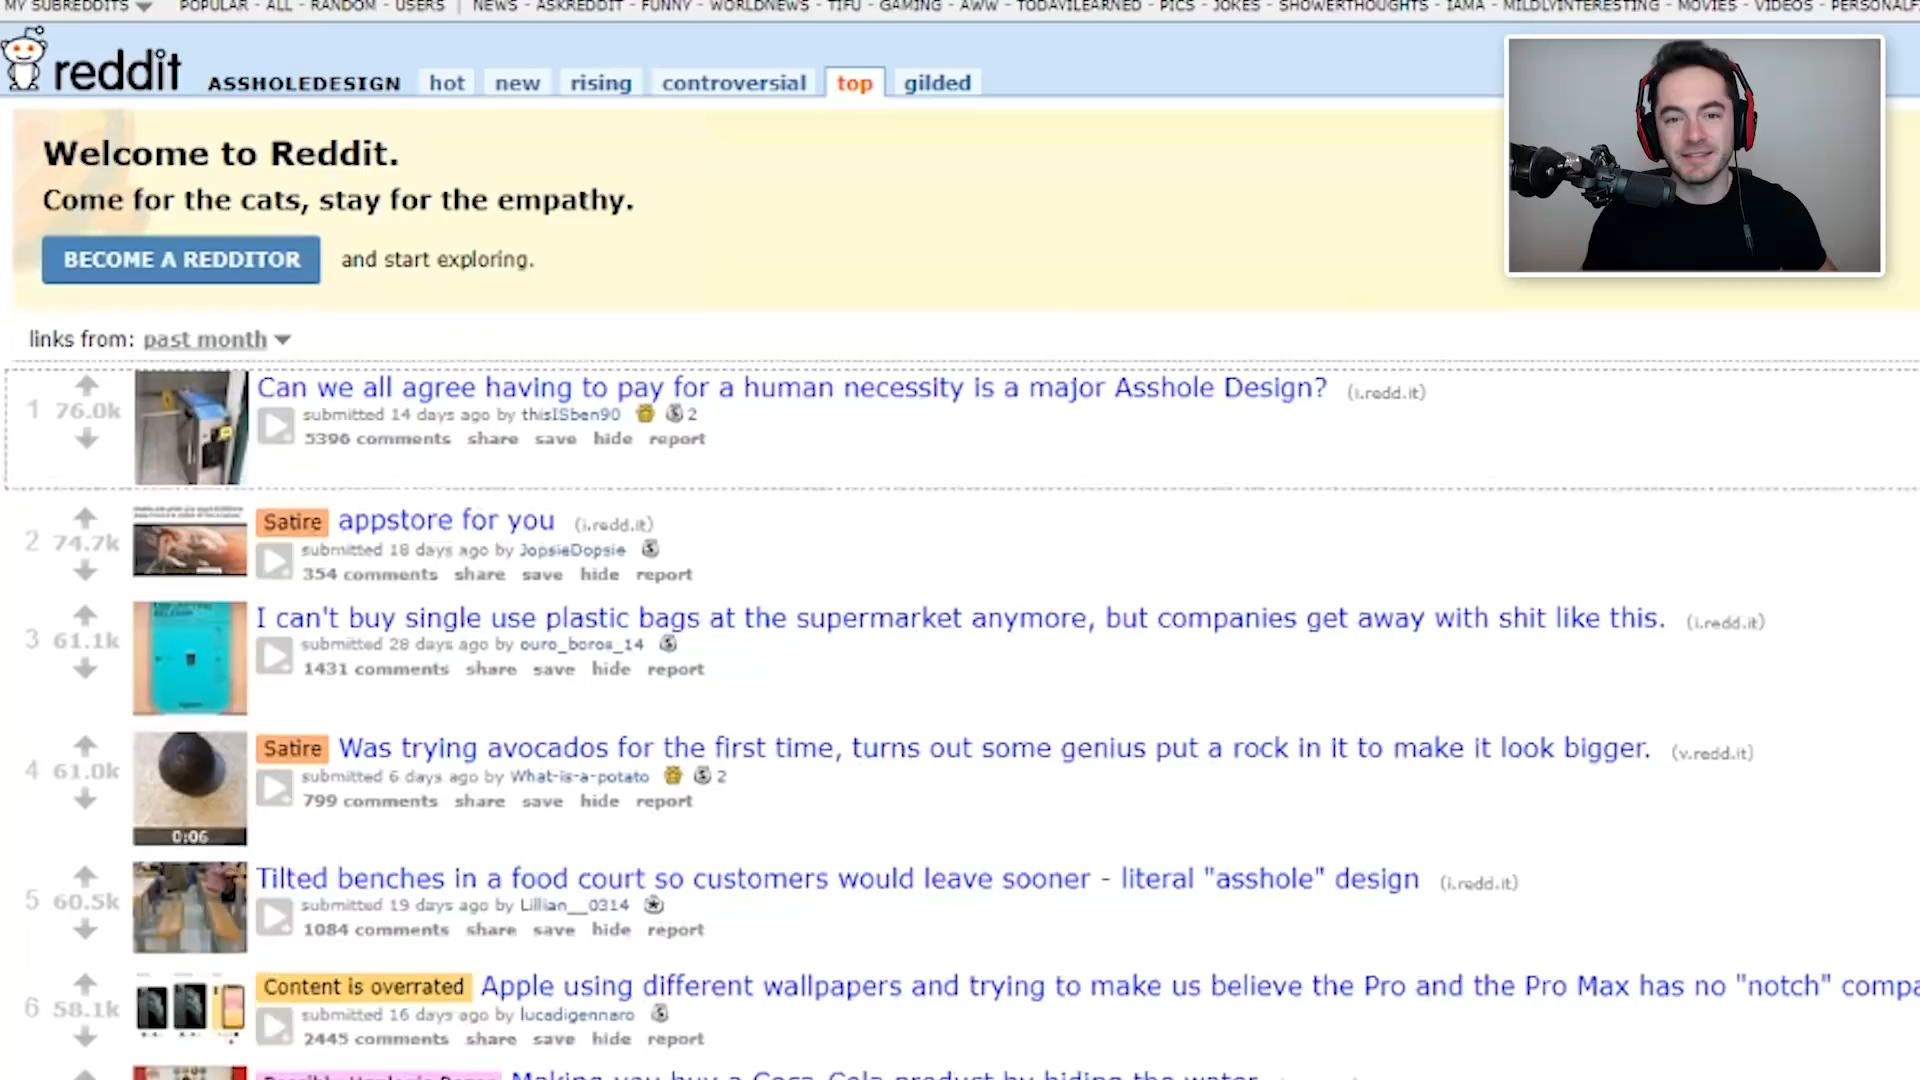 MY SUBREDDITS
POPULAR - ALL - RANDOM - USERS | NEWS - ASKREDDIT - FUNNY - WORLDNEWS - TIFU - GAMING - AWW - TODAYILEARNED - PICS - JOKES - SHOWERTHOUGHTS - IAMA - MILDLYINTERESTING - MOVIES - VIDEOS - PERSONALF
reddit ASSHOLEDESIGN hot new rising controversial top gilded
Welcome to Reddit.
Come for the cats, stay for the empathy.
BECOME A REDDITOR and start exploring.
links from: past month
1 76.0k
Can we all agree having to pay for a human necessity is a major Asshole Design? (i.redd.it)
submitted 14 days ago by thisISben90 2
5396 comments share save hide report
2 74.7k
Satire appstore for you (i.redd.it)
submitted 18 days ago by JopsieDopsie
354 comments share save hide report
3 61.1k
I can't buy single use plastic bags at the supermarket anymore, but companies get away with shit like this. (i.redd.it)
submitted 28 days ago by ouro_boros_14
1431 comments share save hide report
4 61.0k
0:06
Satire Was trying avocados for the first time, turns out some genius put a rock in it to make it look bigger. (v.redd.it)
submitted 6 days ago by What-is-a-potato 2
799 comments share save hide report
5 60.5k
Tilted benches in a food court so customers would leave sooner - literal "asshole" design (i.redd.it)
submitted 19 days ago by Lillian__0314
1084 comments share save hide report
6 58.1k
Content is overrated Apple using different wallpapers and trying to make us believe the Pro and the Pro Max has no "notch" compa
submitted 16 days ago by lucadigennaro
2445 comments share save hide report
Making you buy a Coca-Cola product by hiding the water